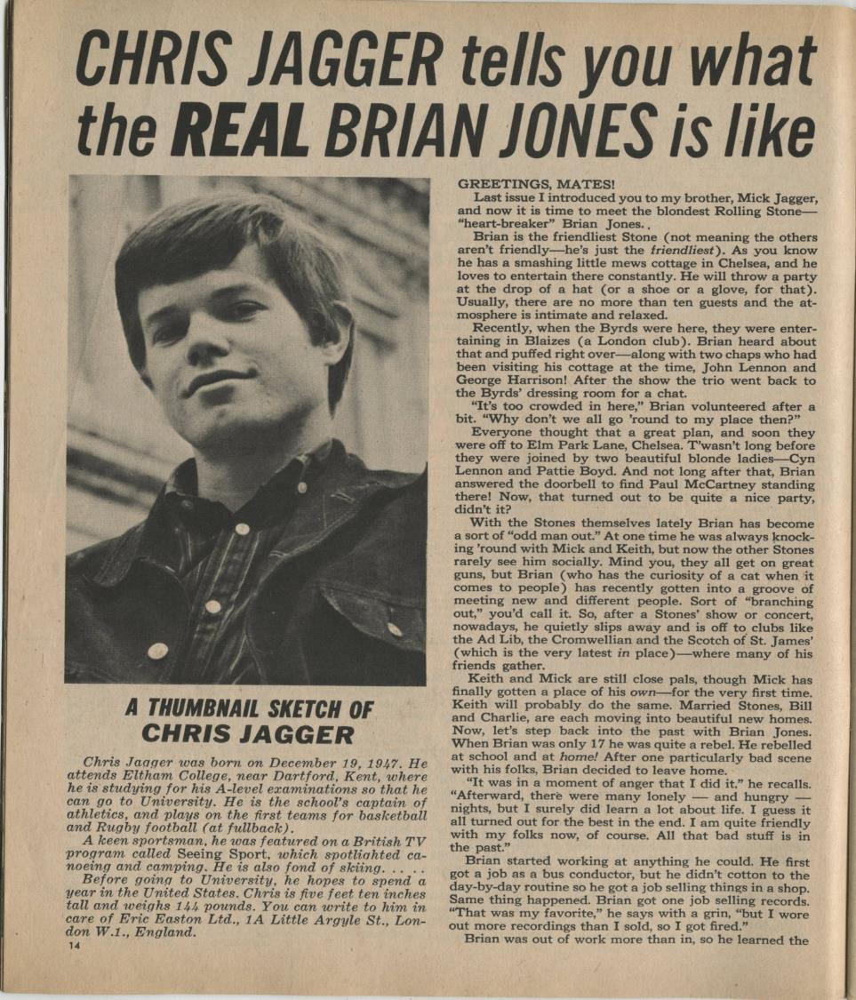 CHRIS JAGGER tells you what
the REAL BRIAN JONES is like
A THUMBNAIL SKETCH OF
CHRIS JAGGER
Chris Jagger was born on December 19, 1947. He
attends Eltham College, near Dartford, Kent, where
he is studying for his A-level examinations so that he
can go to University. He is the school's captain of
athletics, and plays on the first teams for basketball
and Rugby football (at fullback).
A keen sportsman, he was featured on a British TV
program called Seeing Sport, which spotlighted ca-
noeing and camping. He is also fond of skiing. . . . .
Before going to University, he hopes to spend a
year in the United States. Chris is five feet ten inches
tall and weighs 144 pounds. You can write to him in
care of Eric Easton Ltd., 1A Little Argyle St., Lon-
don W.1., England.
14
GREETINGS, MATES!
Last issue I introduced you to my brother, Mick Jagger,
and now it is time to meet the blondest Rolling Stone—
"heart-breaker" Brian Jones. .
Brian is the friendliest Stone (not meaning the others
aren't friendly—he's just the friendliest). As you know
he has a smashing little mews cottage in Chelsea, and he
loves to entertain there constantly. He will throw a party
at the drop of a hat (or a shoe or a glove, for that).
Usually, there are no more than ten guests and the at-
mosphere is intimate and relaxed.
Recently, when the Byrds were here, they were enter-
taining in Blaizes (a London club). Brian heard about
that and puffed right over—along with two chaps who had
been visiting his cottage at the time, John Lennon and
George Harrison! After the show the trio went back to
the Byrds' dressing room for a chat.
"It's too crowded in here," Brian volunteered after a
bit. "Why don't we all go 'round to my place then?"
Everyone thought that a great plan, and soon they
were off to Elm Park Lane, Chelsea. T'wasn't long before
they were joined by two beautiful blonde ladies—Cyn
Lennon and Pattie Boyd. And not long after that, Brian
answered the doorbell to find Paul McCartney standing
there! Now, that turned out to be quite a nice party,
didn't it?
With the Stones themselves lately Brian has become
a sort of "odd man out." At one time he was always knock-
ing 'round with Mick and Keith, but now the other Stones
rarely see him socially. Mind you, they all get on great
guns, but Brian (who has the curiosity of a cat when it
comes to people) has recently gotten into a groove of
meeting new and different people. Sort of "branching
out," you'd call it. So, after a Stones' show or concert,
nowadays, he quietly slips away and is off to clubs like
the Ad Lib, the Cromwellian and the Scotch of St. James'
(which is the very latest in place)—where many of his
friends gather.
Keith and Mick are still close pals, though Mick has
finally gotten a place of his own—for the very first time.
Keith will probably do the same. Married Stones, Bill
and Charlie, are each moving into beautiful new homes.
Now, let's step back into the past with Brian Jones.
When Brian was only 17 he was quite a rebel. He rebelled
at school and at home! After one particularly bad scene
with his folks, Brian decided to leave home.
"It was in a moment of anger that I did it." he recalls.
"Afterward, there were many lonely — and hungry —
nights, but I surely did learn a lot about life. I guess it
all turned out for the best in the end. I am quite friendly
with my folks now, of course. All that bad stuff is in
the past."
Brian started working at anything he could. He first
got a job as a bus conductor, but he didn't cotton to the
day-by-day routine so he got a job selling things in a shop.
Same thing happened. Brian got one job selling records.
"That was my favorite," he says with a grin, "but I wore
out more recordings than I sold, so I got fired."
Brian was out of work more than in, so he learned the